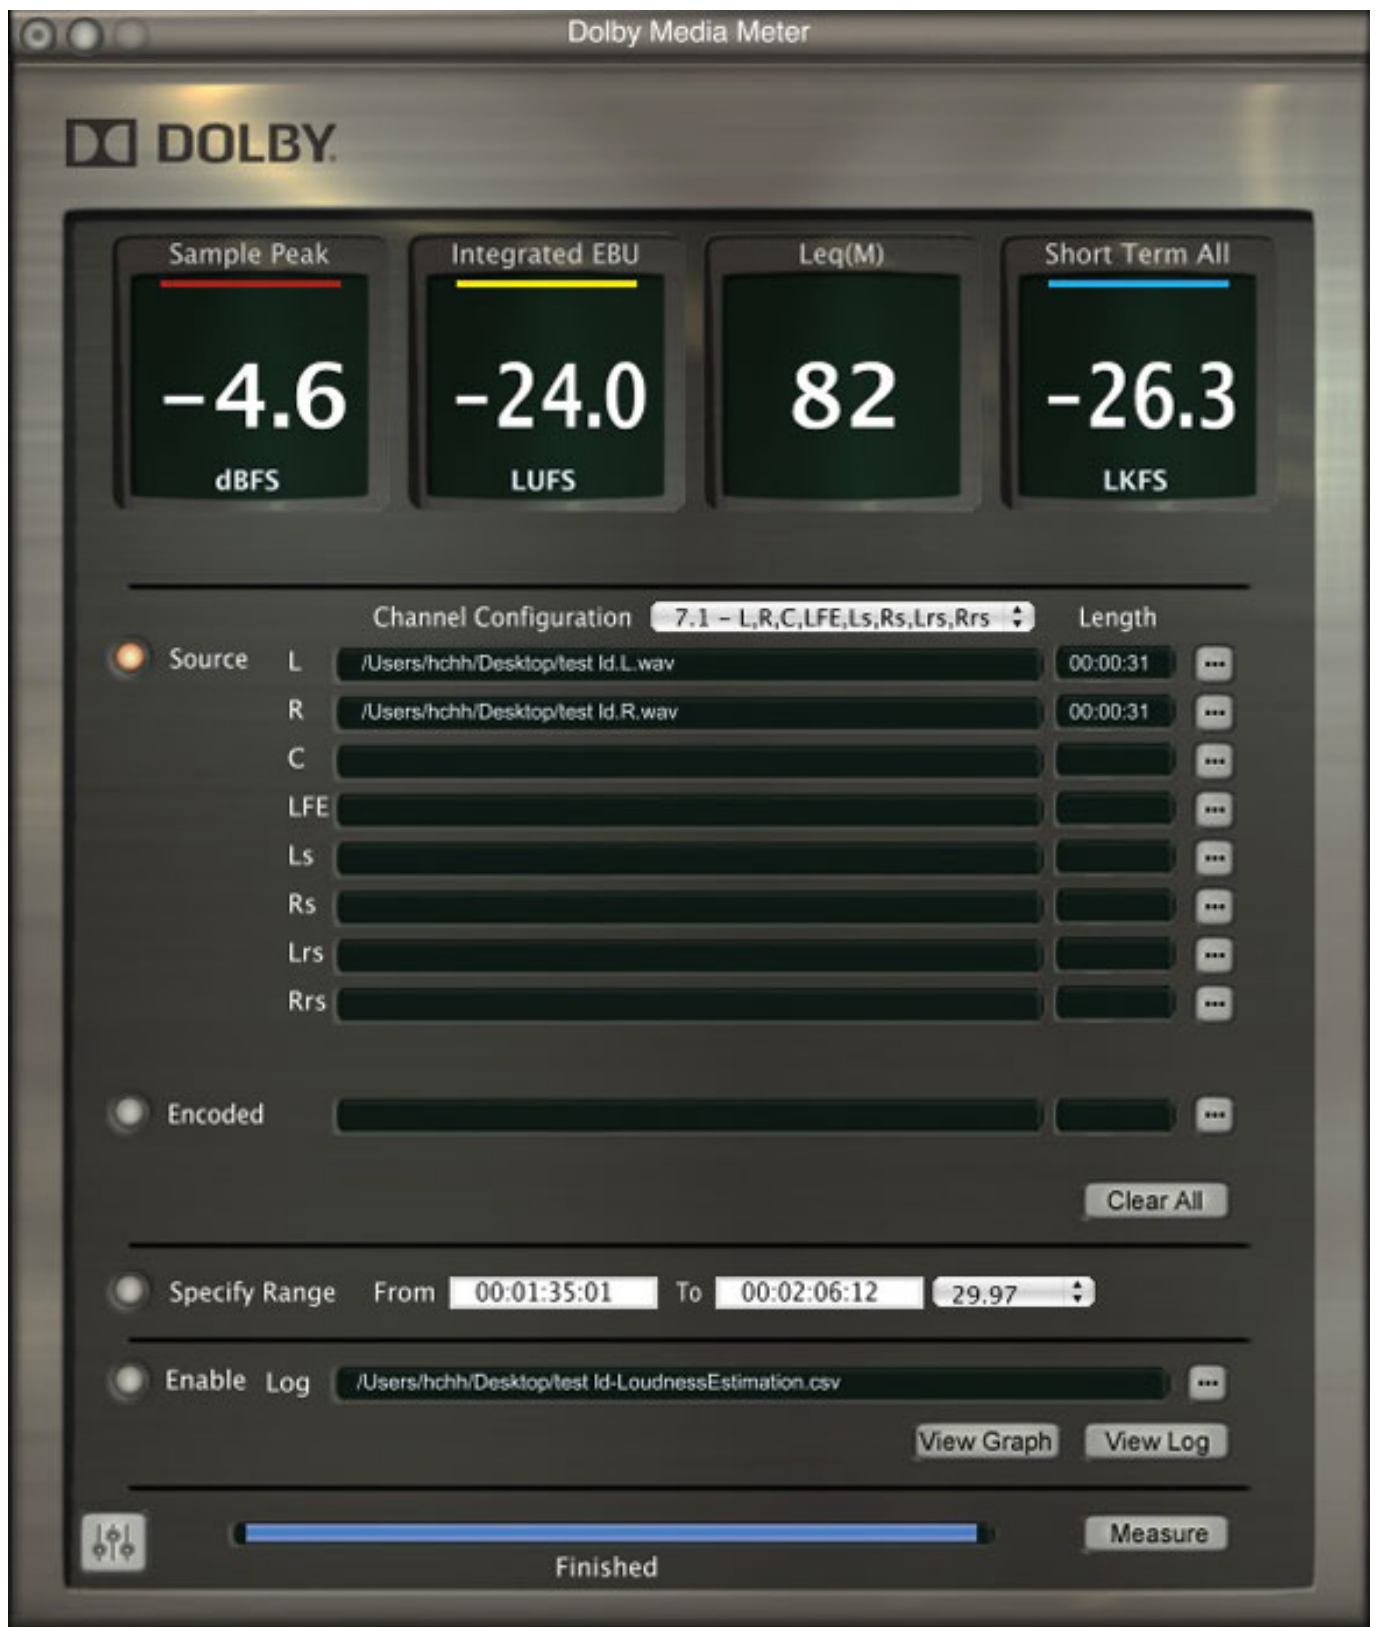 Dolby Media Meter
DOLBY
Sample Peak
-4.6
dBFS
Integrated EBU
-24.0
LUFS
Leq(M)
82
Short Term All
-26.3
LKFS
Channel Configuration 7.1 - L,R,C,LFE,Ls,Rs,Lrs,Rrs Length
Source L /Users/hchh/Desktop/test ld.L.wav 00:00:31 ...
R /Users/hchh/Desktop/test ld.R.wav 00:00:31 ...
C ...
LFE ...
Ls ...
Rs ...
Lrs ...
Rrs ...
Encoded ...
Clear All
Specify Range From 00:01:35:01 To 00:02:06:12 29.97
Enable Log /Users/hchh/Desktop/test ld-LoudnessEstimation.csv ...
View Graph View Log
Measure
Finished